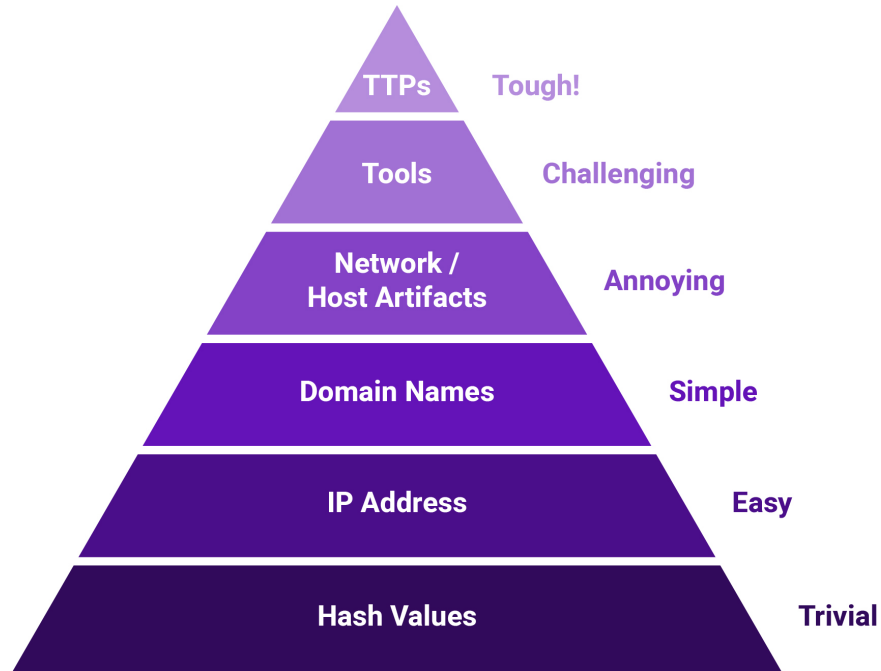 TTPs
Tough!
Tools
Challenging
Network /
Host Artifacts
Annoying
Domain Names
Simple
IP Address
Easy
Hash Values
Trivial